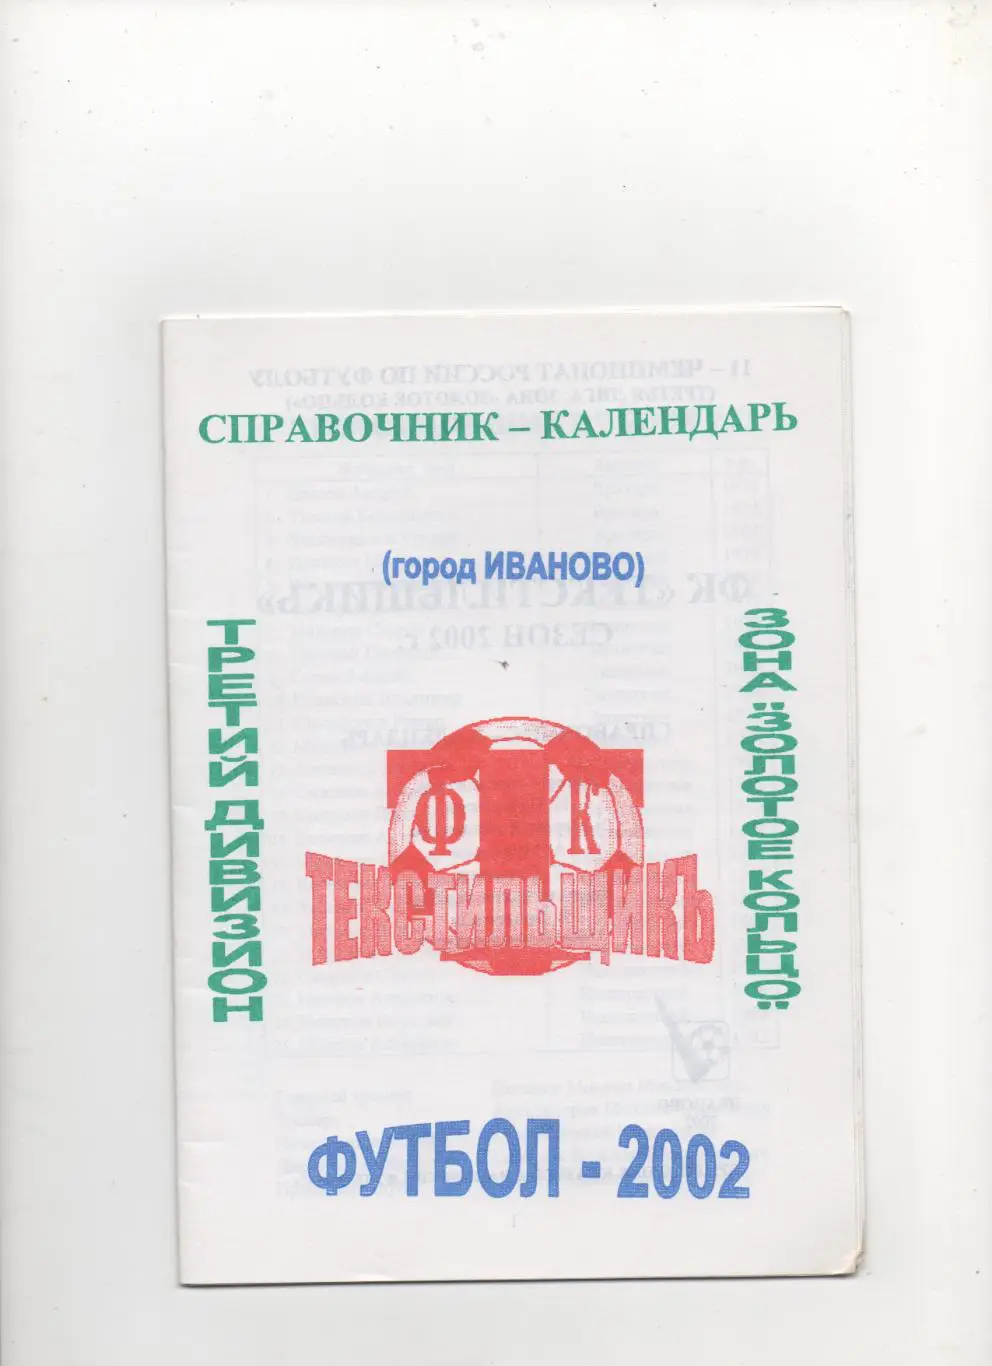 СПРАВОЧНИК – КАЛЕНДАРЬ
(город ИВАНОВО)
ТРЕТИЙ ДИВИЗИОН
ЗОНА "ЗОЛОТОЕ КОЛЬЦО"
Ф К
ТЕКСТИЛЬЩИКЪ
ФУТБОЛ - 2002